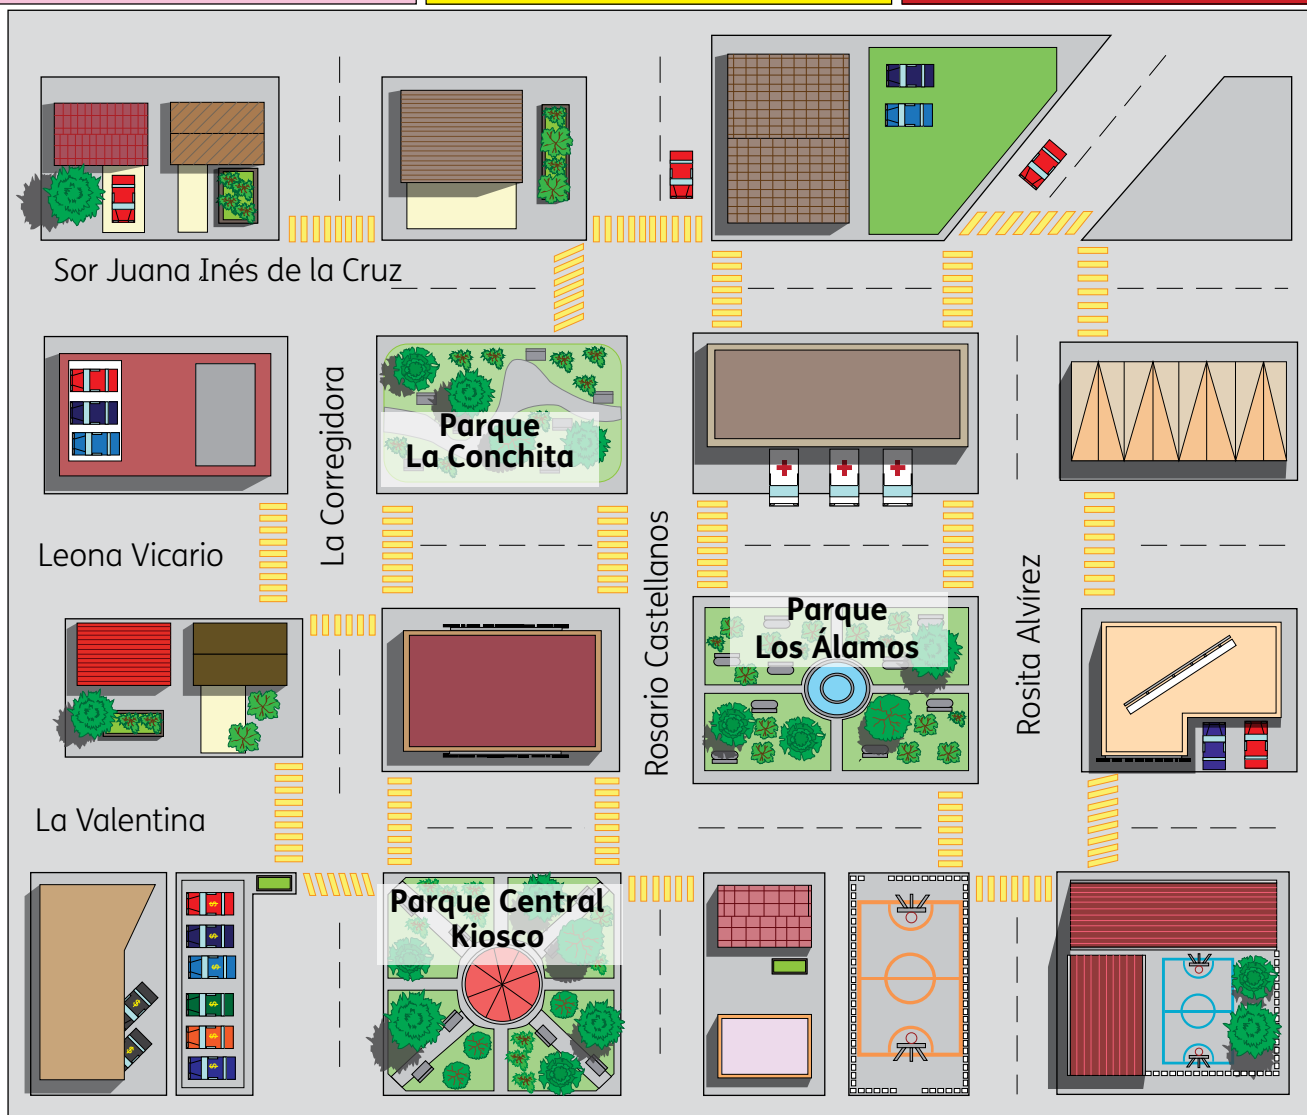 Sor Juana Inés de la Cruz
La Corregidora
Parque
La Conchita
Leona Vicario
Rosario Castellanos
Parque
Los Álamos
Rosita Alvírez
La Valentina
Parque Central
Kiosco
$
$
$
$
$
$
$
$